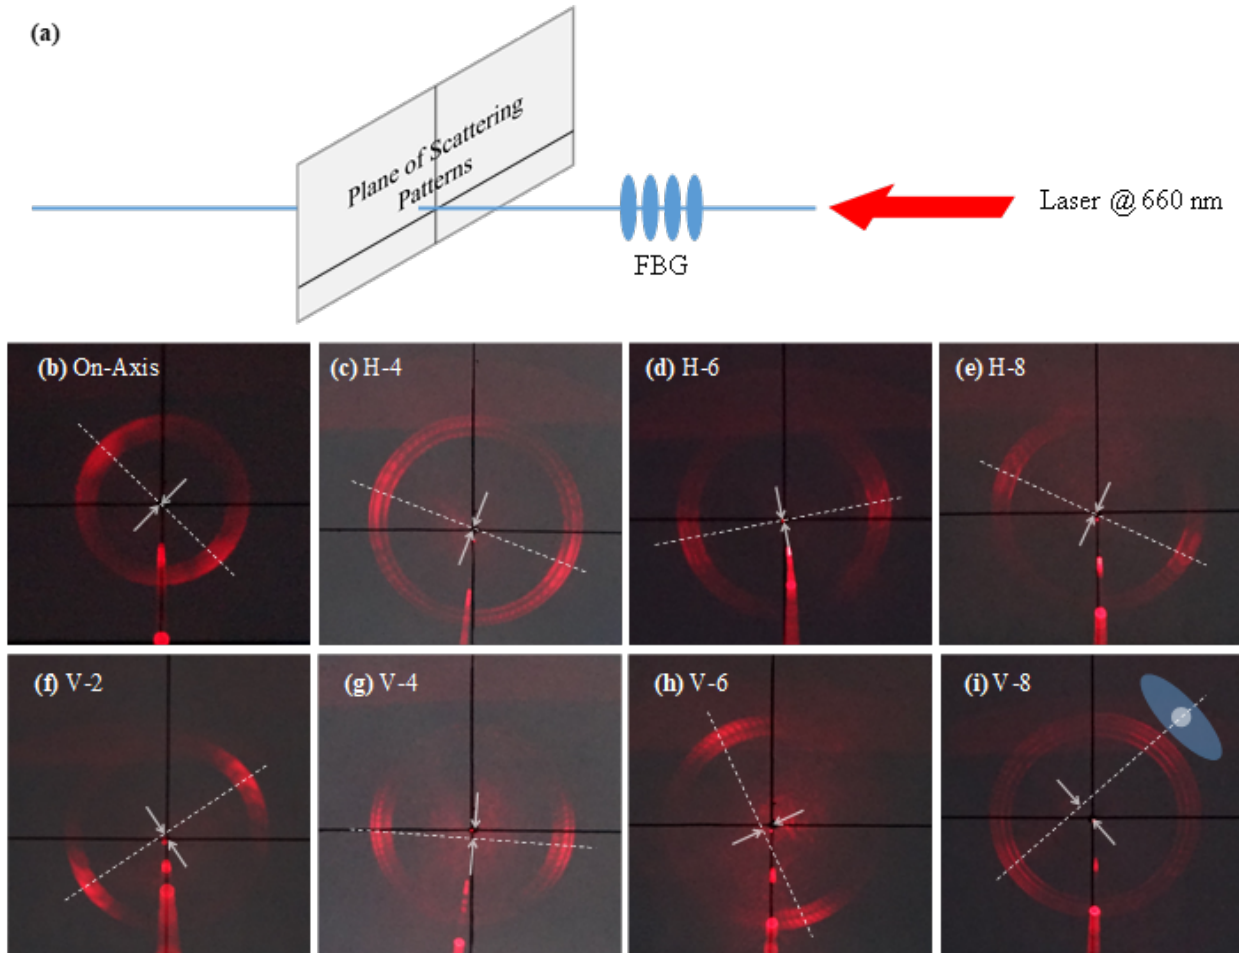 (a)
Plane of Scattering
Patterns
Laser @ 660 nm
FBG
(b) On-Axis
(c) H-4
(d) H-6
(e) H-8
(f) V-2
(g) V-4
(h) V-6
(i) V-8